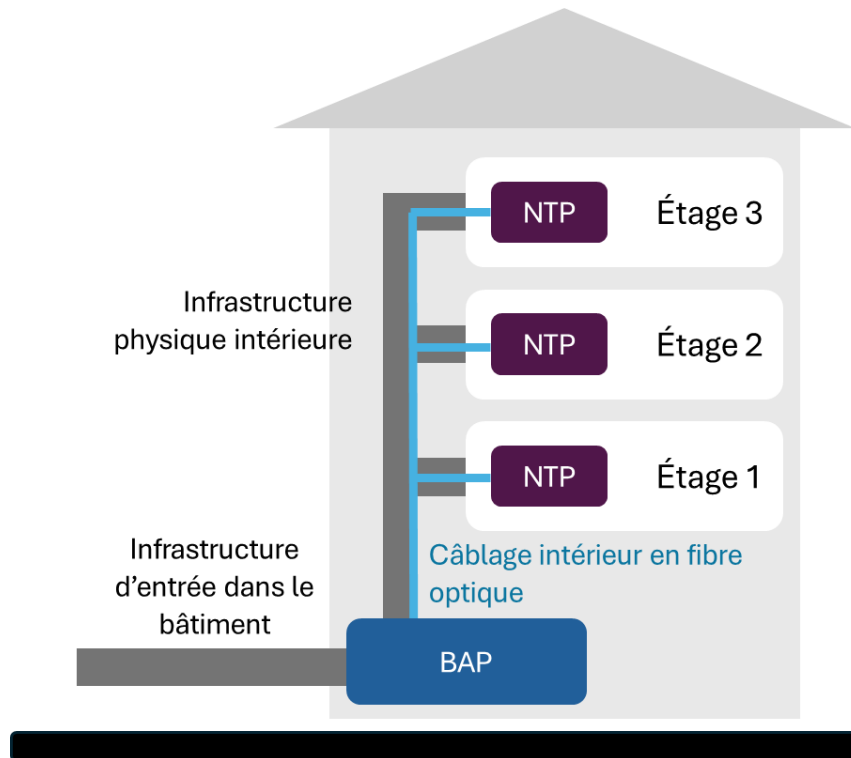 NTP
Étage 3
Infrastructure
physique intérieure
NTP
Étage 2
NTP
Étage 1
Infrastructure
d’entrée dans le
bâtiment
Câblage intérieur en fibre
optique
BAP